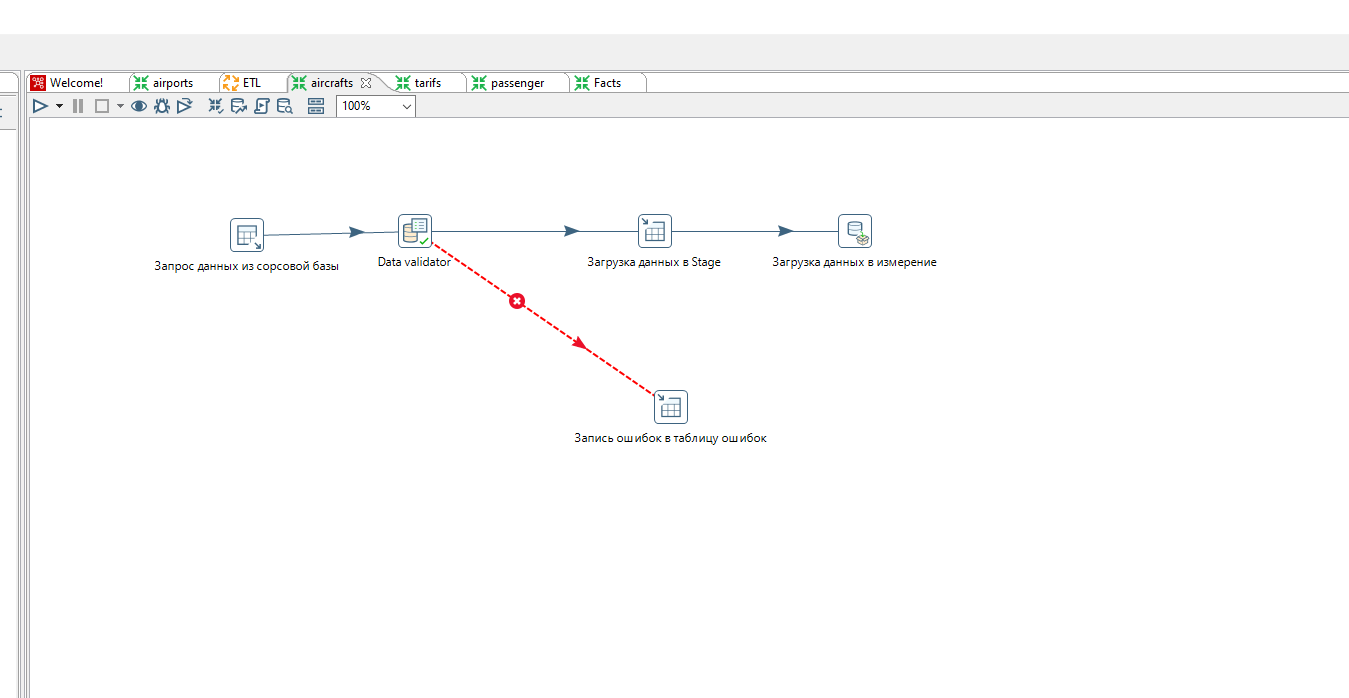 Welcome! airports ETL aircrafts tarifs passenger Facts
100%
Запрос данных из сорсовой базы
Data validator
Загрузка данных в Stage
Загрузка данных в измерение
Запись ошибок в таблицу ошибок